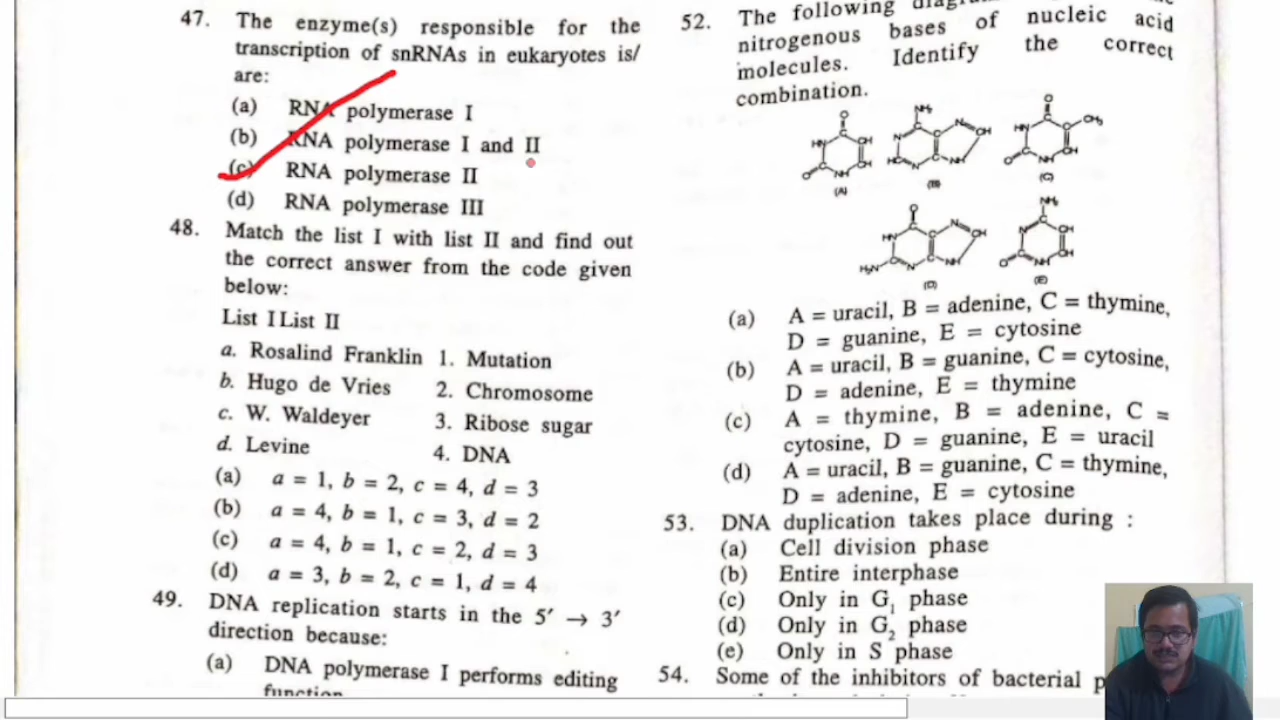 47. The enzyme(s) responsible for the
transcription of snRNAs in eukaryotes is/
are:
(a) RNA polymerase I
(b) RNA polymerase I and II
(c) RNA polymerase II
(d) RNA polymerase III
48. Match the list I with list II and find out
the correct answer from the code given
below:
List I List II
a. Rosalind Franklin 1. Mutation
b. Hugo de Vries 2. Chromosome
c. W. Waldeyer 3. Ribose sugar
d. Levine 4. DNA
(a) a = 1, b = 2, c = 4, d = 3
(b) a = 4, b = 1, c = 3, d = 2
(c) a = 4, b = 1, c = 2, d = 3
(d) a = 3, b = 2, c = 1, d = 4
49. DNA replication starts in the 5′ → 3′
direction because:
(a) DNA polymerase I performs editing
function
52. The following
nitrogenous bases of nucleic acid
molecules. Identify the correct
combination.
(A) (B) (C)
(D) (E)
(a) A = uracil, B = adenine, C = thymine,
D = guanine, E = cytosine
(b) A = uracil, B = guanine, C = cytosine,
D = adenine, E = thymine
(c) A = thymine, B = adenine, C =
cytosine, D = guanine, E = uracil
(d) A = uracil, B = guanine, C = thymine,
D = adenine, E = cytosine
53. DNA duplication takes place during :
(a) Cell division phase
(b) Entire interphase
(c) Only in G₁ phase
(d) Only in G₂ phase
(e) Only in S phase
54. Some of the inhibitors of bacterial